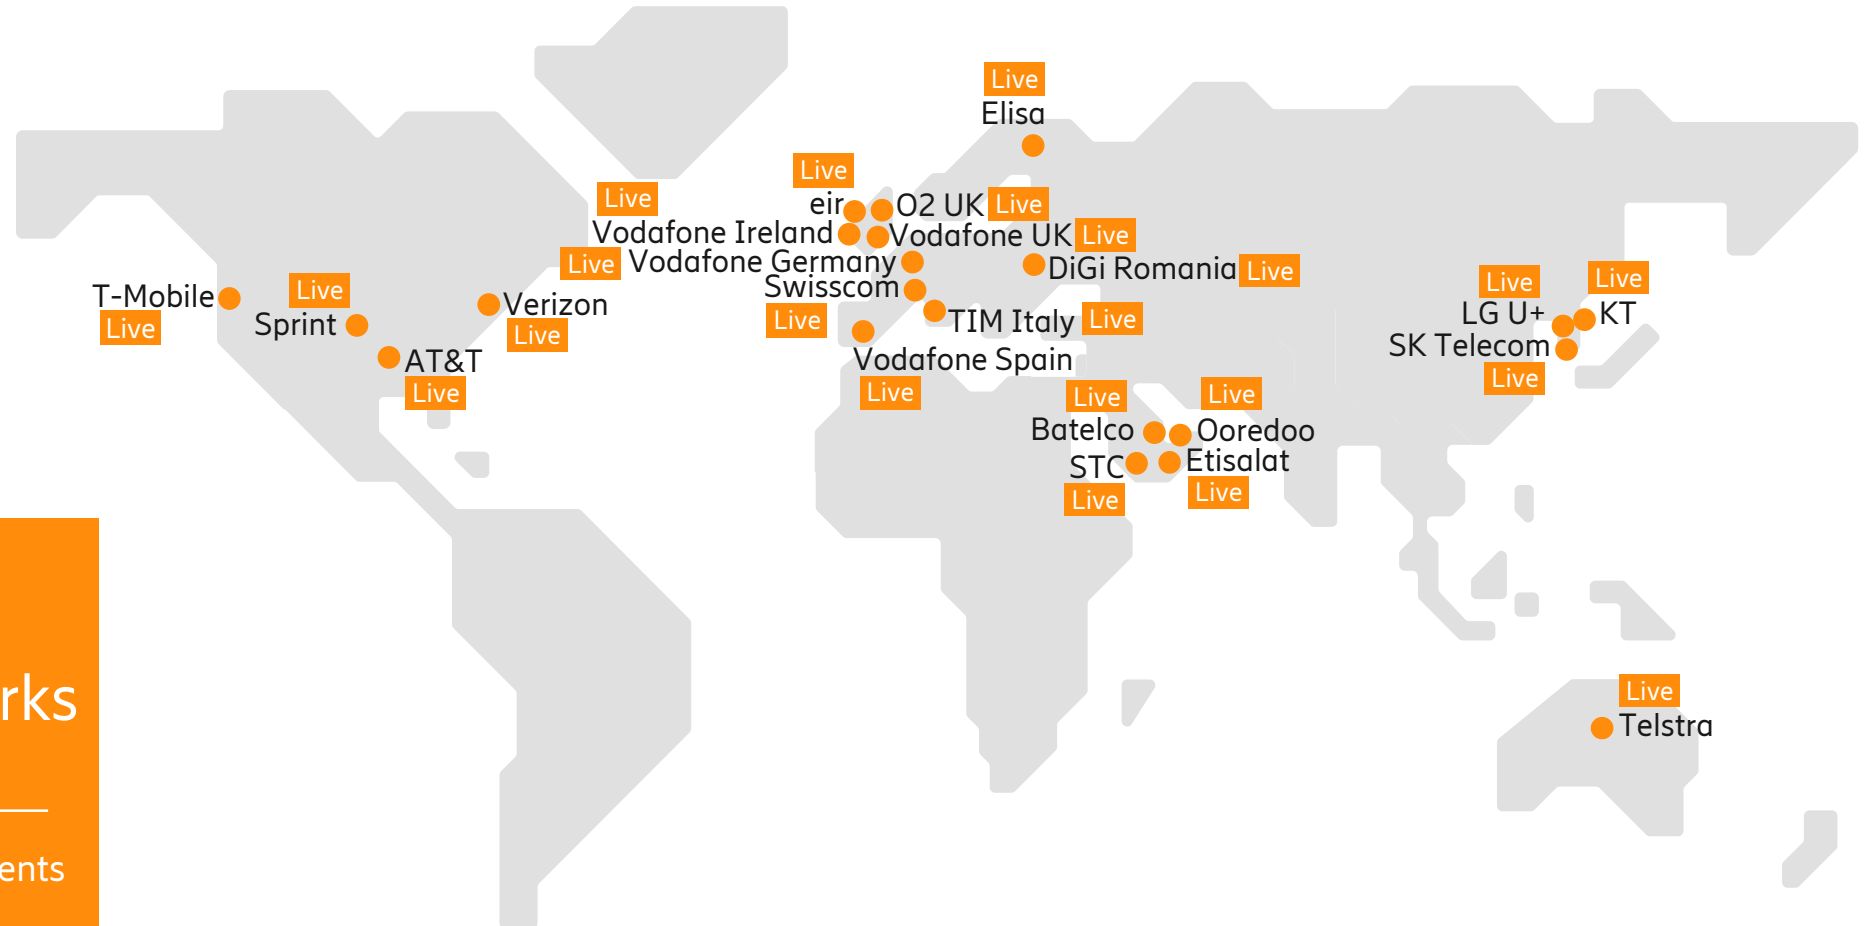 Live
Elisa
Live
eir
O2 UK Live
Live
Vodafone Ireland
Vodafone UK Live
Live Vodafone Germany
DiGi Romania Live
Swisscom
Live
TIM Italy Live
Vodafone Spain
Live
T-Mobile
Live
Live
Sprint
Verizon
Live
AT&T
Live
Live
LG U+
Live
KT
SK Telecom
Live
Live
Batelco
Live
Ooredoo
STC
Live
Etisalat
Live
Live
Telstra
rks
ents